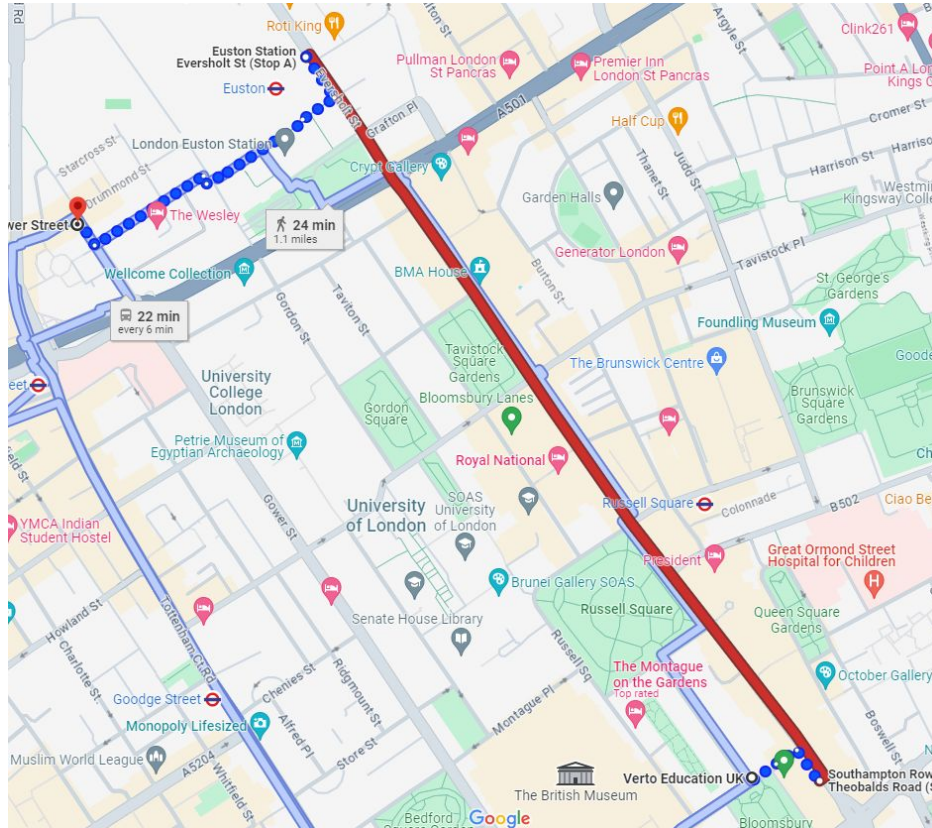 Roti King
Euston Station
Eversholt St (Stop A)
Euston
Eversholt St
Grafton Pl
Pullman London
St Pancras
Premier Inn
London St Pancras
Argyle St
Clink261
Point A Lo
Kings C
A501
Cromer St
Half Cup
Harrison St
Harris
Starcross St
London Euston Station
Drummond St
Crypt Gallery
Thanet St
Judd St
Garden Halls
The Wesley
wer Street
24 min
1.1 miles
Generator London
Tavistock Pl
Kingsway Colle
Wellcome Collection
BMA House
Burton St
St. George's
Gardens
22 min
every 6 min
Gordon St
Taviton St
Foundling Museum
Tavistock
Square
Gardens
The Brunswick Centre
Goode
University
College
London
Bloomsbury Lanes
Brunswick
Square
Gardens
Gordon
Square
Petrie Museum of
Egyptian Archaeology
Royal National
Gower St
University
of London
SOAS
University
of London
Russell Square
Colonnade
B502
Ciao Be
YMCA Indian
Student Hostel
President
Great Ormond Street
Hospital for Children
Brunei Gallery SOAS
Russell Square
Queen Square
Gardens
Howland St
Tottenham Ct Rd
Senate House Library
Charlotte St
Chenies St
Ridgmount St
Russell Sq
The Montague
on the Gardens
Top rated
October Gallery
Goodge Street
Montague Pl
Boswell St
Monopoly Lifesized
Alfred Pl
Store St
Muslim World League
A5204
Whitfield St
The British Museum
Verto Education UK
Southampton Row
Theobalds Road (S
Google
Bedford
Bloomsbury